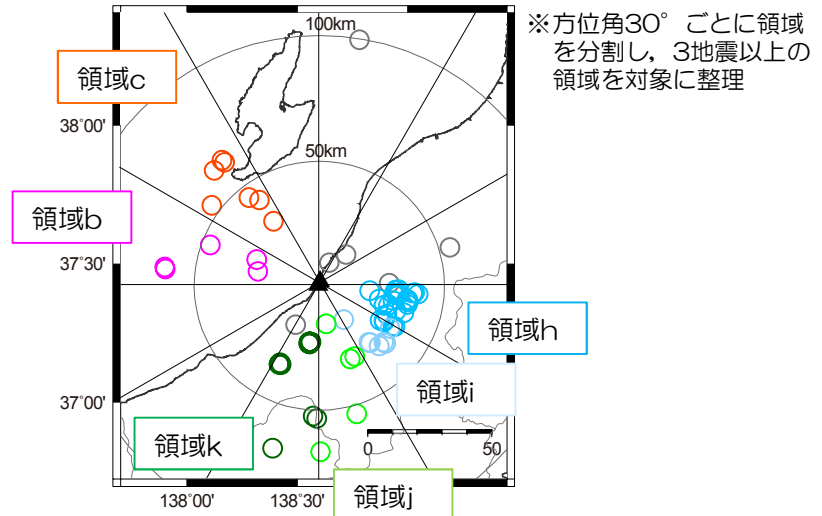 100km
※方位角30°ごとに領域
を分割し，3地震以上の
領域を対象に整理
領域c
38°00'
50km
領域b
37°30'
領域h
領域i
37°00'
領域k
0
50
138°00'
138°30'
領域j